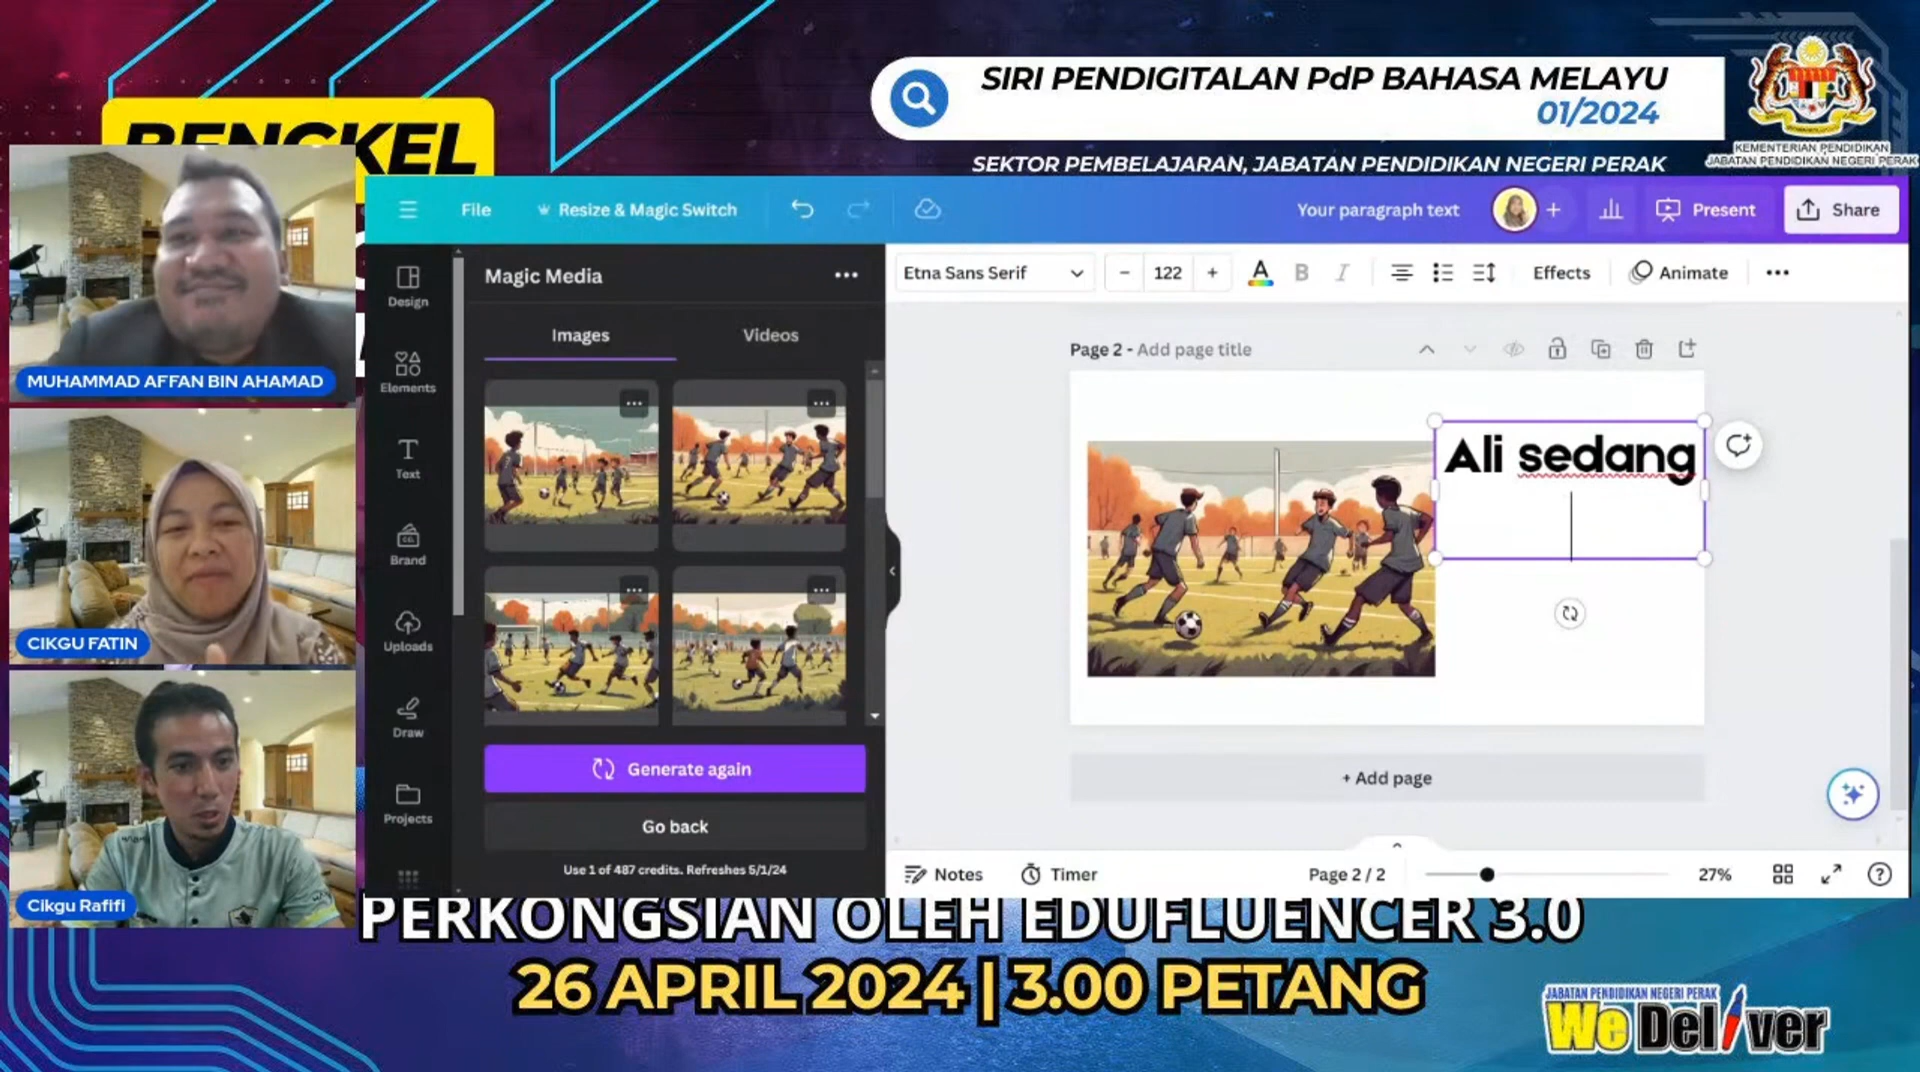 SIRI PENDIGITALAN PdP BAHASA MELAYU
01/2024
SEKTOR PEMBELAJARAN, JABATAN PENDIDIKAN NEGERI PERAK
KEMENTERIAN PENDIDIKAN
JABATAN PENDIDIKAN NEGERI PERAK
BENGKEL
MUHAMMAD AFFAN BIN AHAMAD
CIKGU FATIN
Cikgu Rafifi
File
Resize & Magic Switch
Your paragraph text
Present
Share
Design
Elements
Text
Brand
Uploads
Draw
Projects
Magic Media
Images
Videos
Generate again
Go back
Use 1 of 487 credits. Refreshes 5/1/24
Etna Sans Serif
− 122 +
A B I
Effects
Animate
Page 2 - Add page title
Ali sedang
+ Add page
Notes
Timer
Page 2 / 2
27%
PERKONGSIAN OLEH EDUFLUENCER 3.0
26 APRIL 2024 | 3.00 PETANG
JABATAN PENDIDIKAN NEGERI PERAK
We Deliver